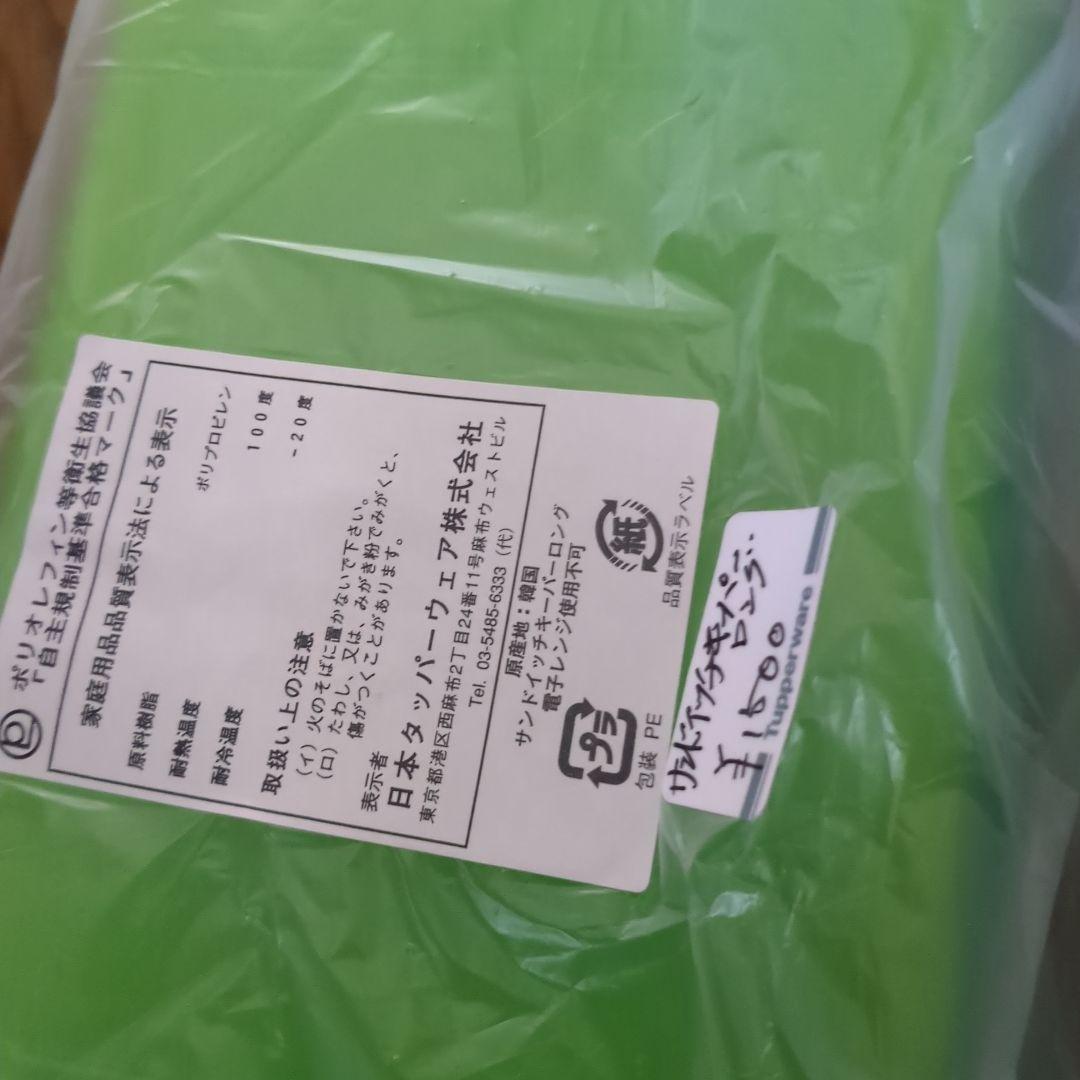 PL
ポリオレフィン等衛生協議会
「自主規制基準合格マーク」
家庭用品品質表示法による表示
原料樹脂 ポリプロピレン
耐熱温度 100度
耐冷温度 -20度
取扱い上の注意
(イ) 火のそばに置かないで下さい。
(ロ) たわし、又は、みがき粉でみがくと、
傷がつくことがあります。
表示者
日本タッパーウェア株式会社
東京都港区西麻布2丁目24番11号麻布ウェストビル
Tel. 03-5485-6333 (代)
原産地:韓国
サンドイッチキーパーロング
電子レンジ使用不可
プラ
包装 PE
紙
品質表示ラベル
サンドイッチキーパー
ロング
¥1500
Tupperware